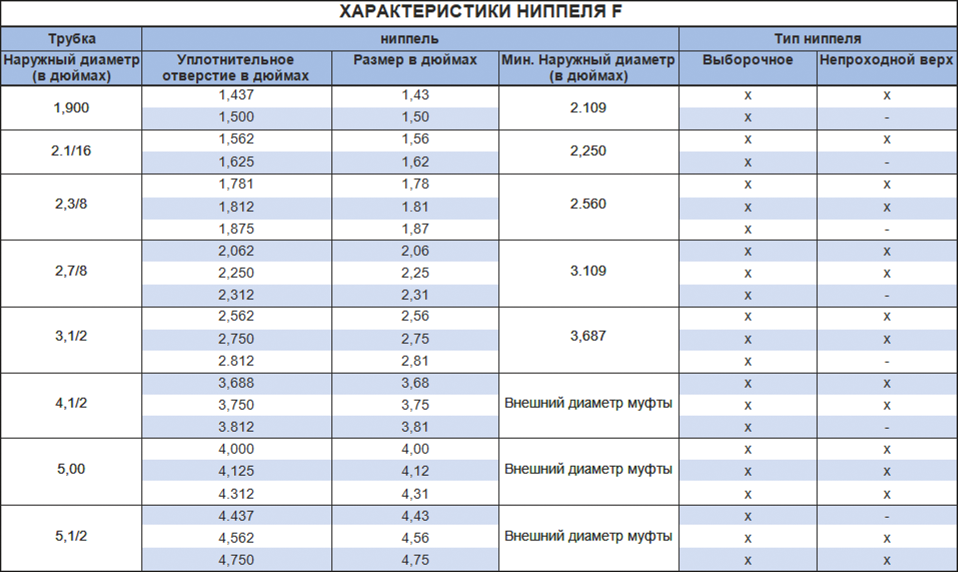 ХАРАКТЕРИСТИКИ НИППЕЛЯ F
Трубка ниппель Тип ниппеля
Наружный диаметр (в дюймах) Уплотнительное отверстие в дюймах Размер в дюймах Мин. Наружный диаметр (в дюймах) Выборочное Непроходной верх
1,900 1,437 1,43 2.109 x x
1,500 1,50 x -
2.1/16 1,562 1,56 2,250 x x
1,625 1,62 x -
2,3/8 1,781 1,78 2.560 x x
1,812 1.81 x x
1,875 1,87 x -
2,7/8 2,062 2,06 3.109 x x
2,250 2,25 x x
2,312 2,31 x -
3,1/2 2,562 2,56 3,687 x x
2,750 2,75 x x
2.812 2,81 x -
4,1/2 3,688 3,68 Внешний диаметр муфты x x
3,750 3,75 x x
3.812 3,81 x -
5,00 4,000 4,00 Внешний диаметр муфты x x
4,125 4,12 x x
4.312 4,31 x x
5,1/2 4.437 4,43 Внешний диаметр муфты x -
4,562 4,56 x x
4,750 4,75 x x